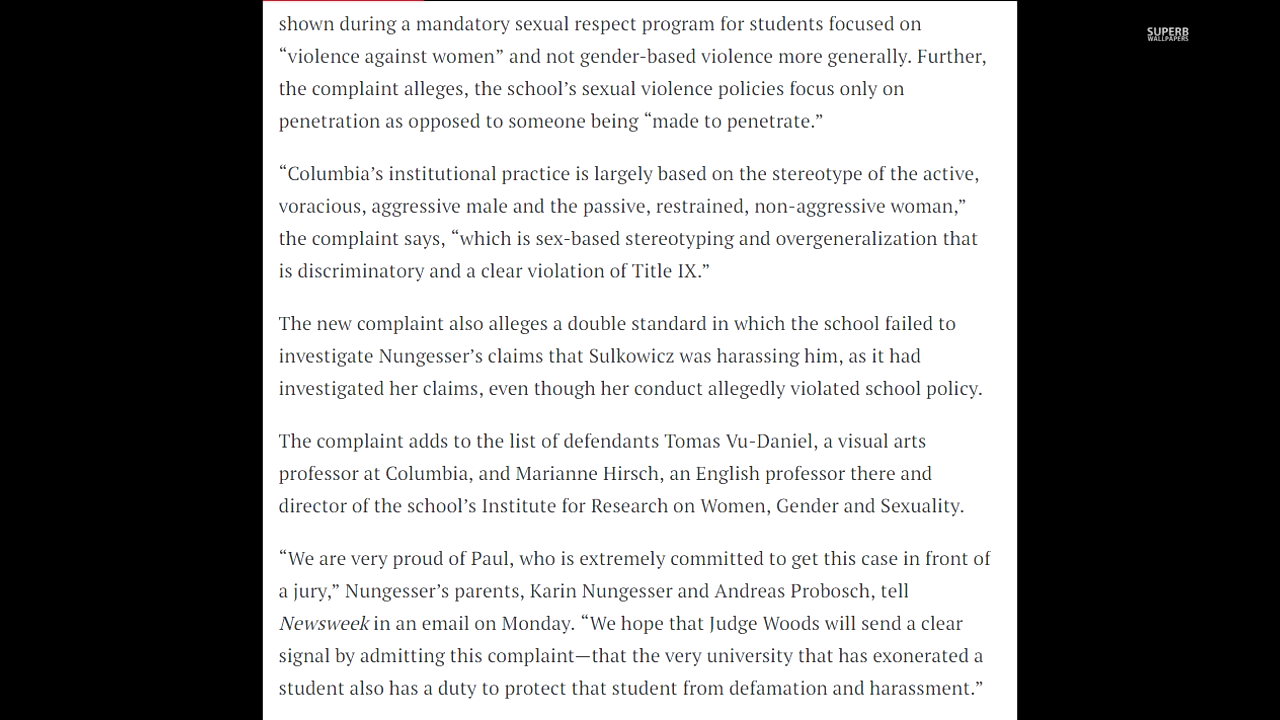 shown during a mandatory sexual respect program for students focused on
SUPERB
WALLPAPERS
“violence against women” and not gender-based violence more generally. Further,
the complaint alleges, the school’s sexual violence policies focus only on
penetration as opposed to someone being “made to penetrate.”
“Columbia’s institutional practice is largely based on the stereotype of the active,
voracious, aggressive male and the passive, restrained, non-aggressive woman,”
the complaint says, “which is sex-based stereotyping and overgeneralization that
is discriminatory and a clear violation of Title IX.”
The new complaint also alleges a double standard in which the school failed to
investigate Nungesser’s claims that Sulkowicz was harassing him, as it had
investigated her claims, even though her conduct allegedly violated school policy.
The complaint adds to the list of defendants Tomas Vu-Daniel, a visual arts
professor at Columbia, and Marianne Hirsch, an English professor there and
director of the school’s Institute for Research on Women, Gender and Sexuality.
“We are very proud of Paul, who is extremely committed to get this case in front of
a jury,” Nungesser’s parents, Karin Nungesser and Andreas Probosch, tell
Newsweek in an email on Monday. “We hope that Judge Woods will send a clear
signal by admitting this complaint—that the very university that has exonerated a
student also has a duty to protect that student from defamation and harassment.”